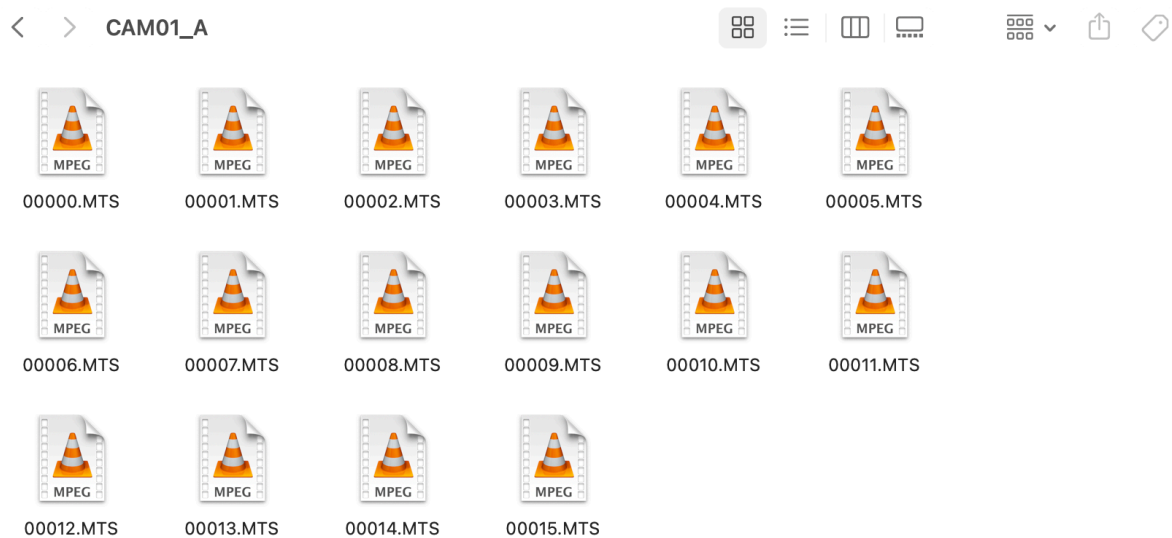 CAM01_A
MPEG MPEG MPEG MPEG MPEG MPEG
00000.MTS 00001.MTS 00002.MTS 00003.MTS 00004.MTS 00005.MTS
MPEG MPEG MPEG MPEG MPEG MPEG
00006.MTS 00007.MTS 00008.MTS 00009.MTS 00010.MTS 00011.MTS
MPEG MPEG MPEG MPEG
00012.MTS 00013.MTS 00014.MTS 00015.MTS